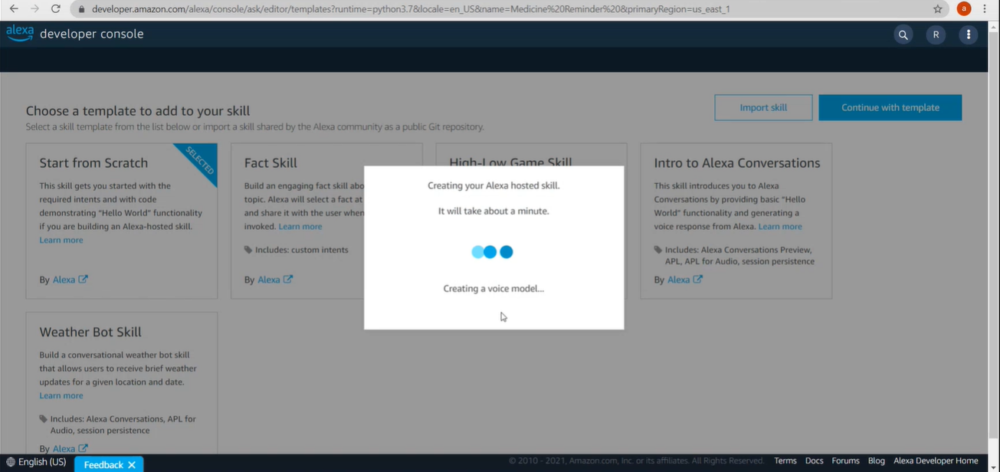 developer.amazon.com/alexa/console/ask/editor/templates?runtime=python3.7&locale=en_US&name=Medicine%20Reminder%20&primaryRegion=us_east_1
a
alexa developer console
R
Choose a template to add to your skill
Select a skill template from the list below or import a skill shared by the Alexa community as a public Git repository.
Import skill
Continue with template
Start from Scratch
SELECTED
This skill gets you started with the
required intents and with code
demonstrating "Hello World" functionality
if you are building an Alexa-hosted skill.
Learn more
By Alexa
Fact Skill
Build an engaging fact skill abo
topic. Alexa will select a fact at
and share it with the user when
invoked. Learn more
Includes: custom intents
By Alexa
High-Low Game Skill
Creating your Alexa hosted skill.
It will take about a minute.
Creating a voice model...
Intro to Alexa Conversations
This skill introduces you to Alexa
Conversations by providing basic "Hello
World" functionality and generating a
voice response from Alexa. Learn more
Includes: Alexa Conversations Preview,
APL, APL for Audio, session persistence
By Alexa
Weather Bot Skill
Build a conversational weather bot skill
that allows users to receive brief weather
updates for a given location and date.
Learn more
Includes: Alexa Conversations, APL for
Audio, session persistence
By Alexa
English (US)
Feedback
© 2010 - 2021, Amazon.com, Inc. or its affiliates. All Rights Reserved.
Terms Docs Forums Blog Alexa Developer Home